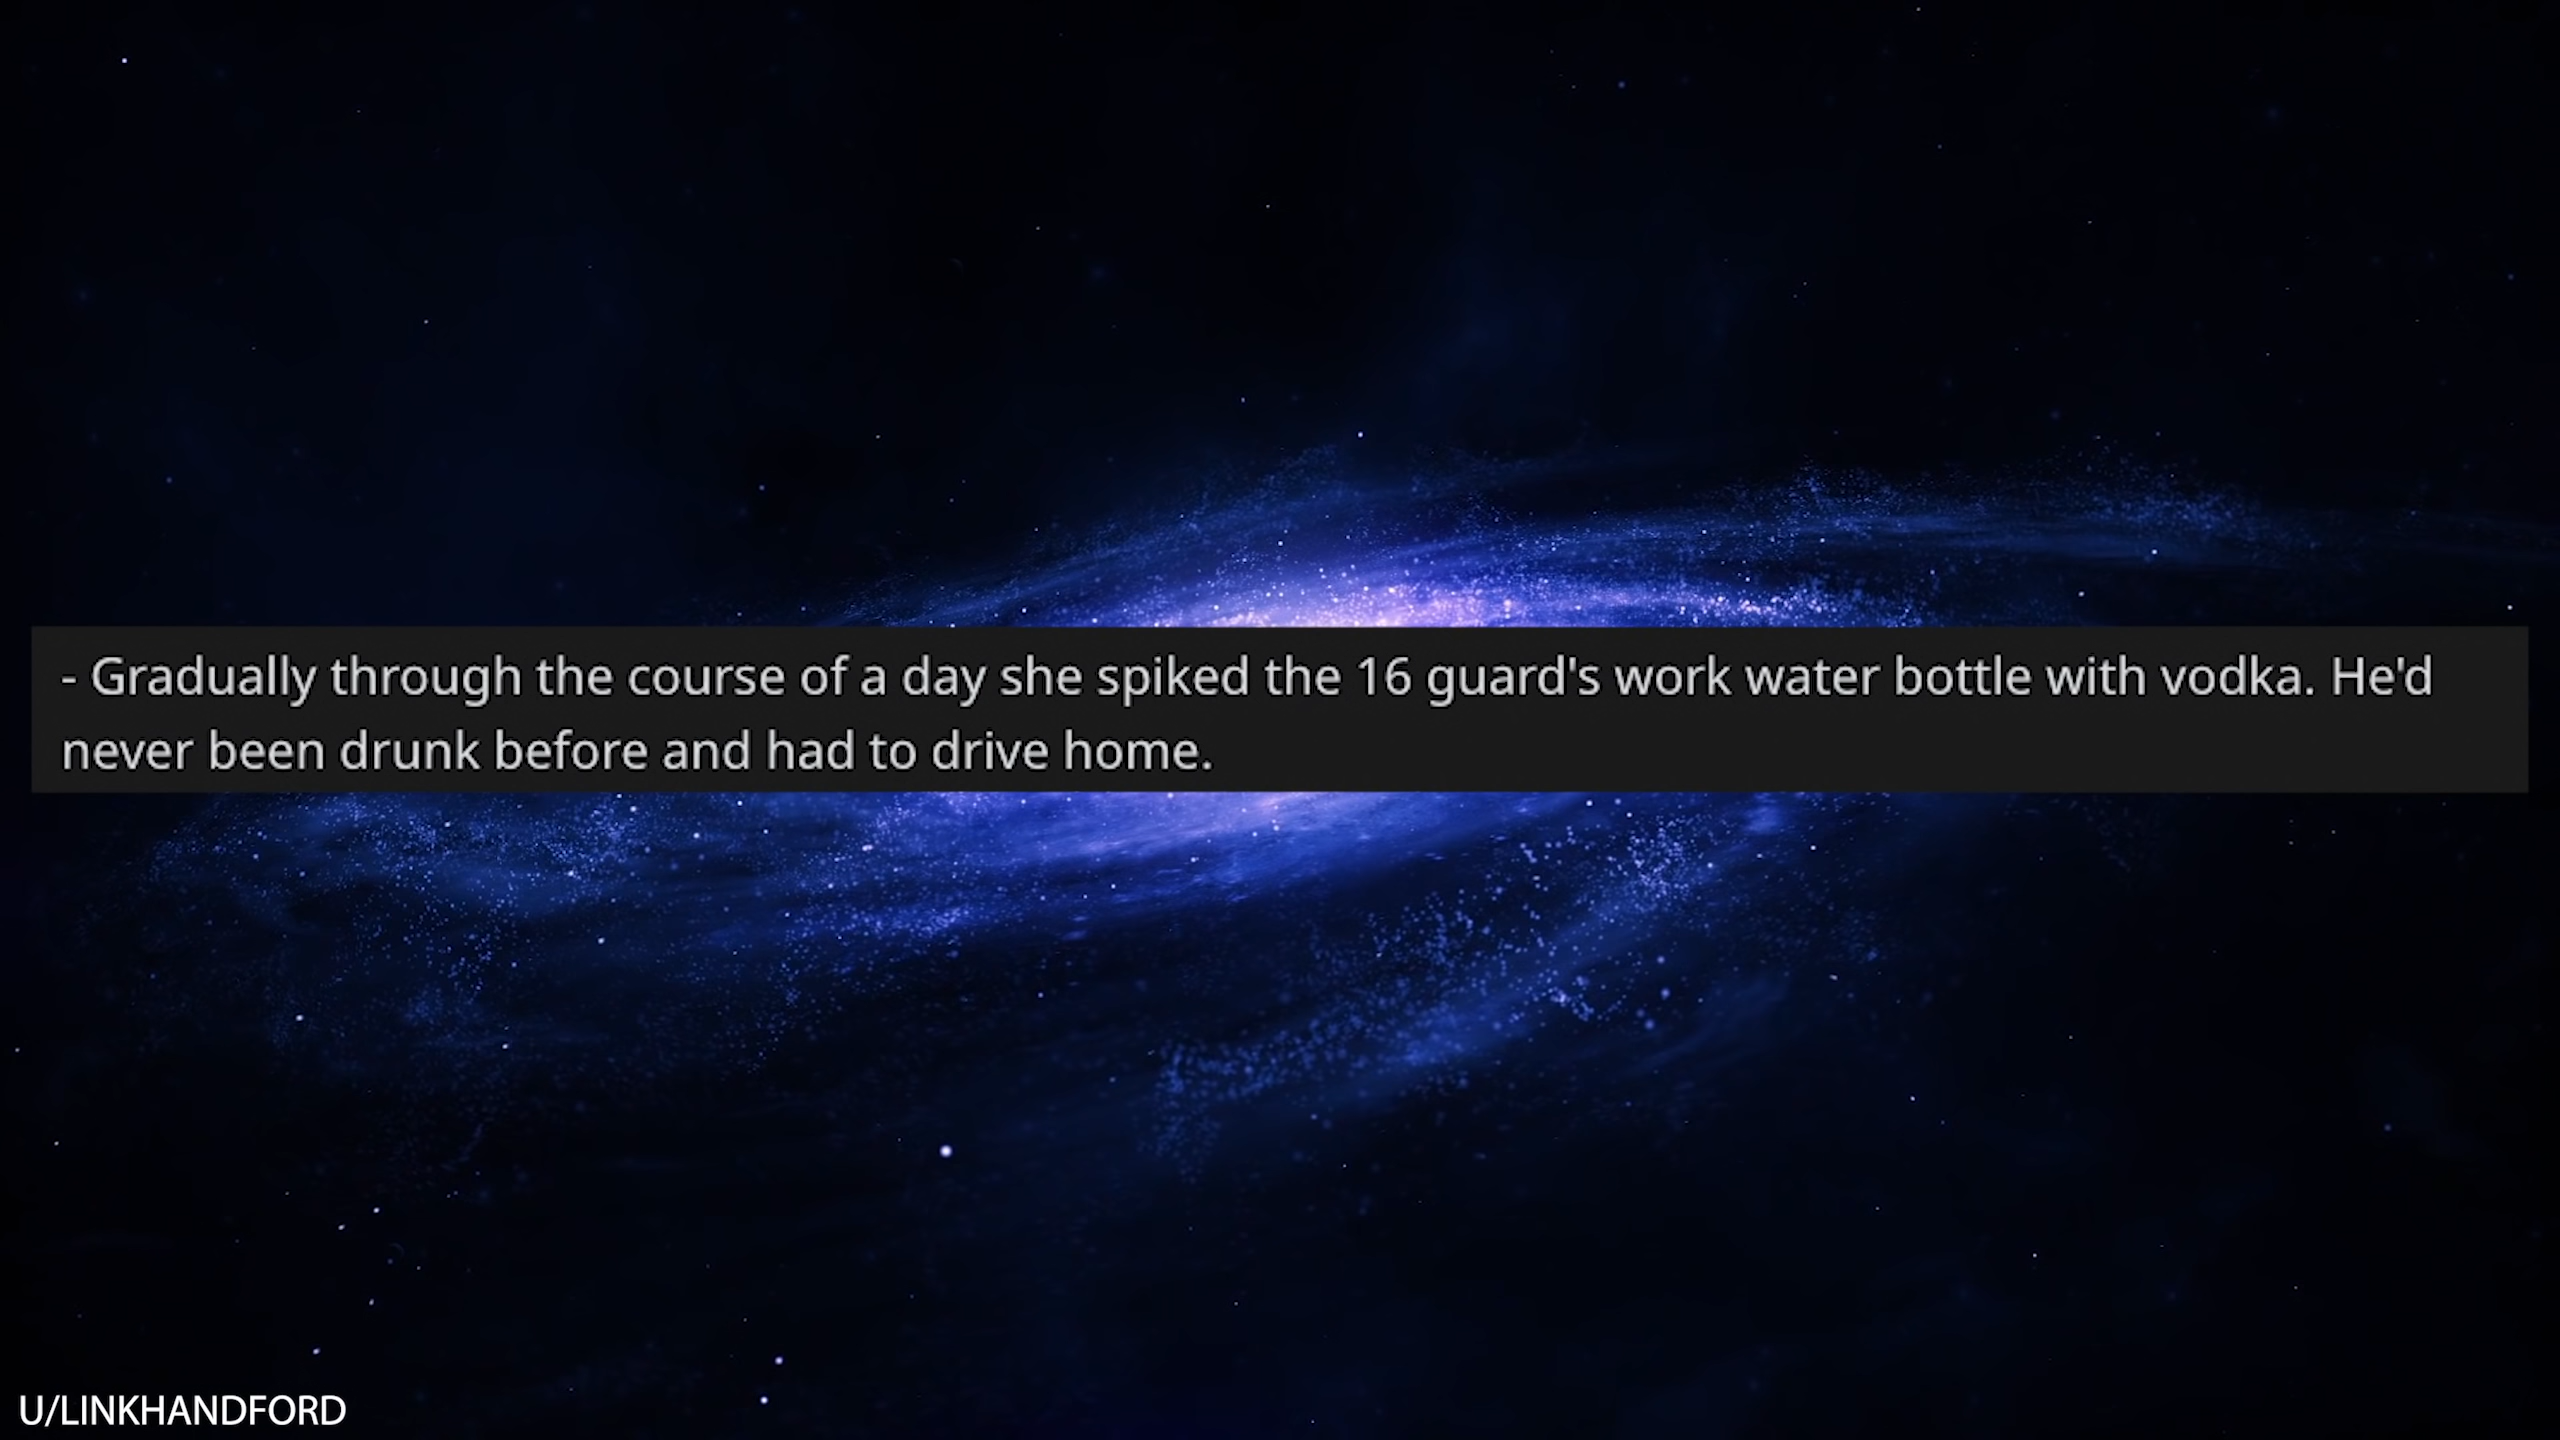 - Gradually through the course of a day she spiked the 16 guard's work water bottle with vodka. He'd
never been drunk before and had to drive home.
U/LINKHANDFORD